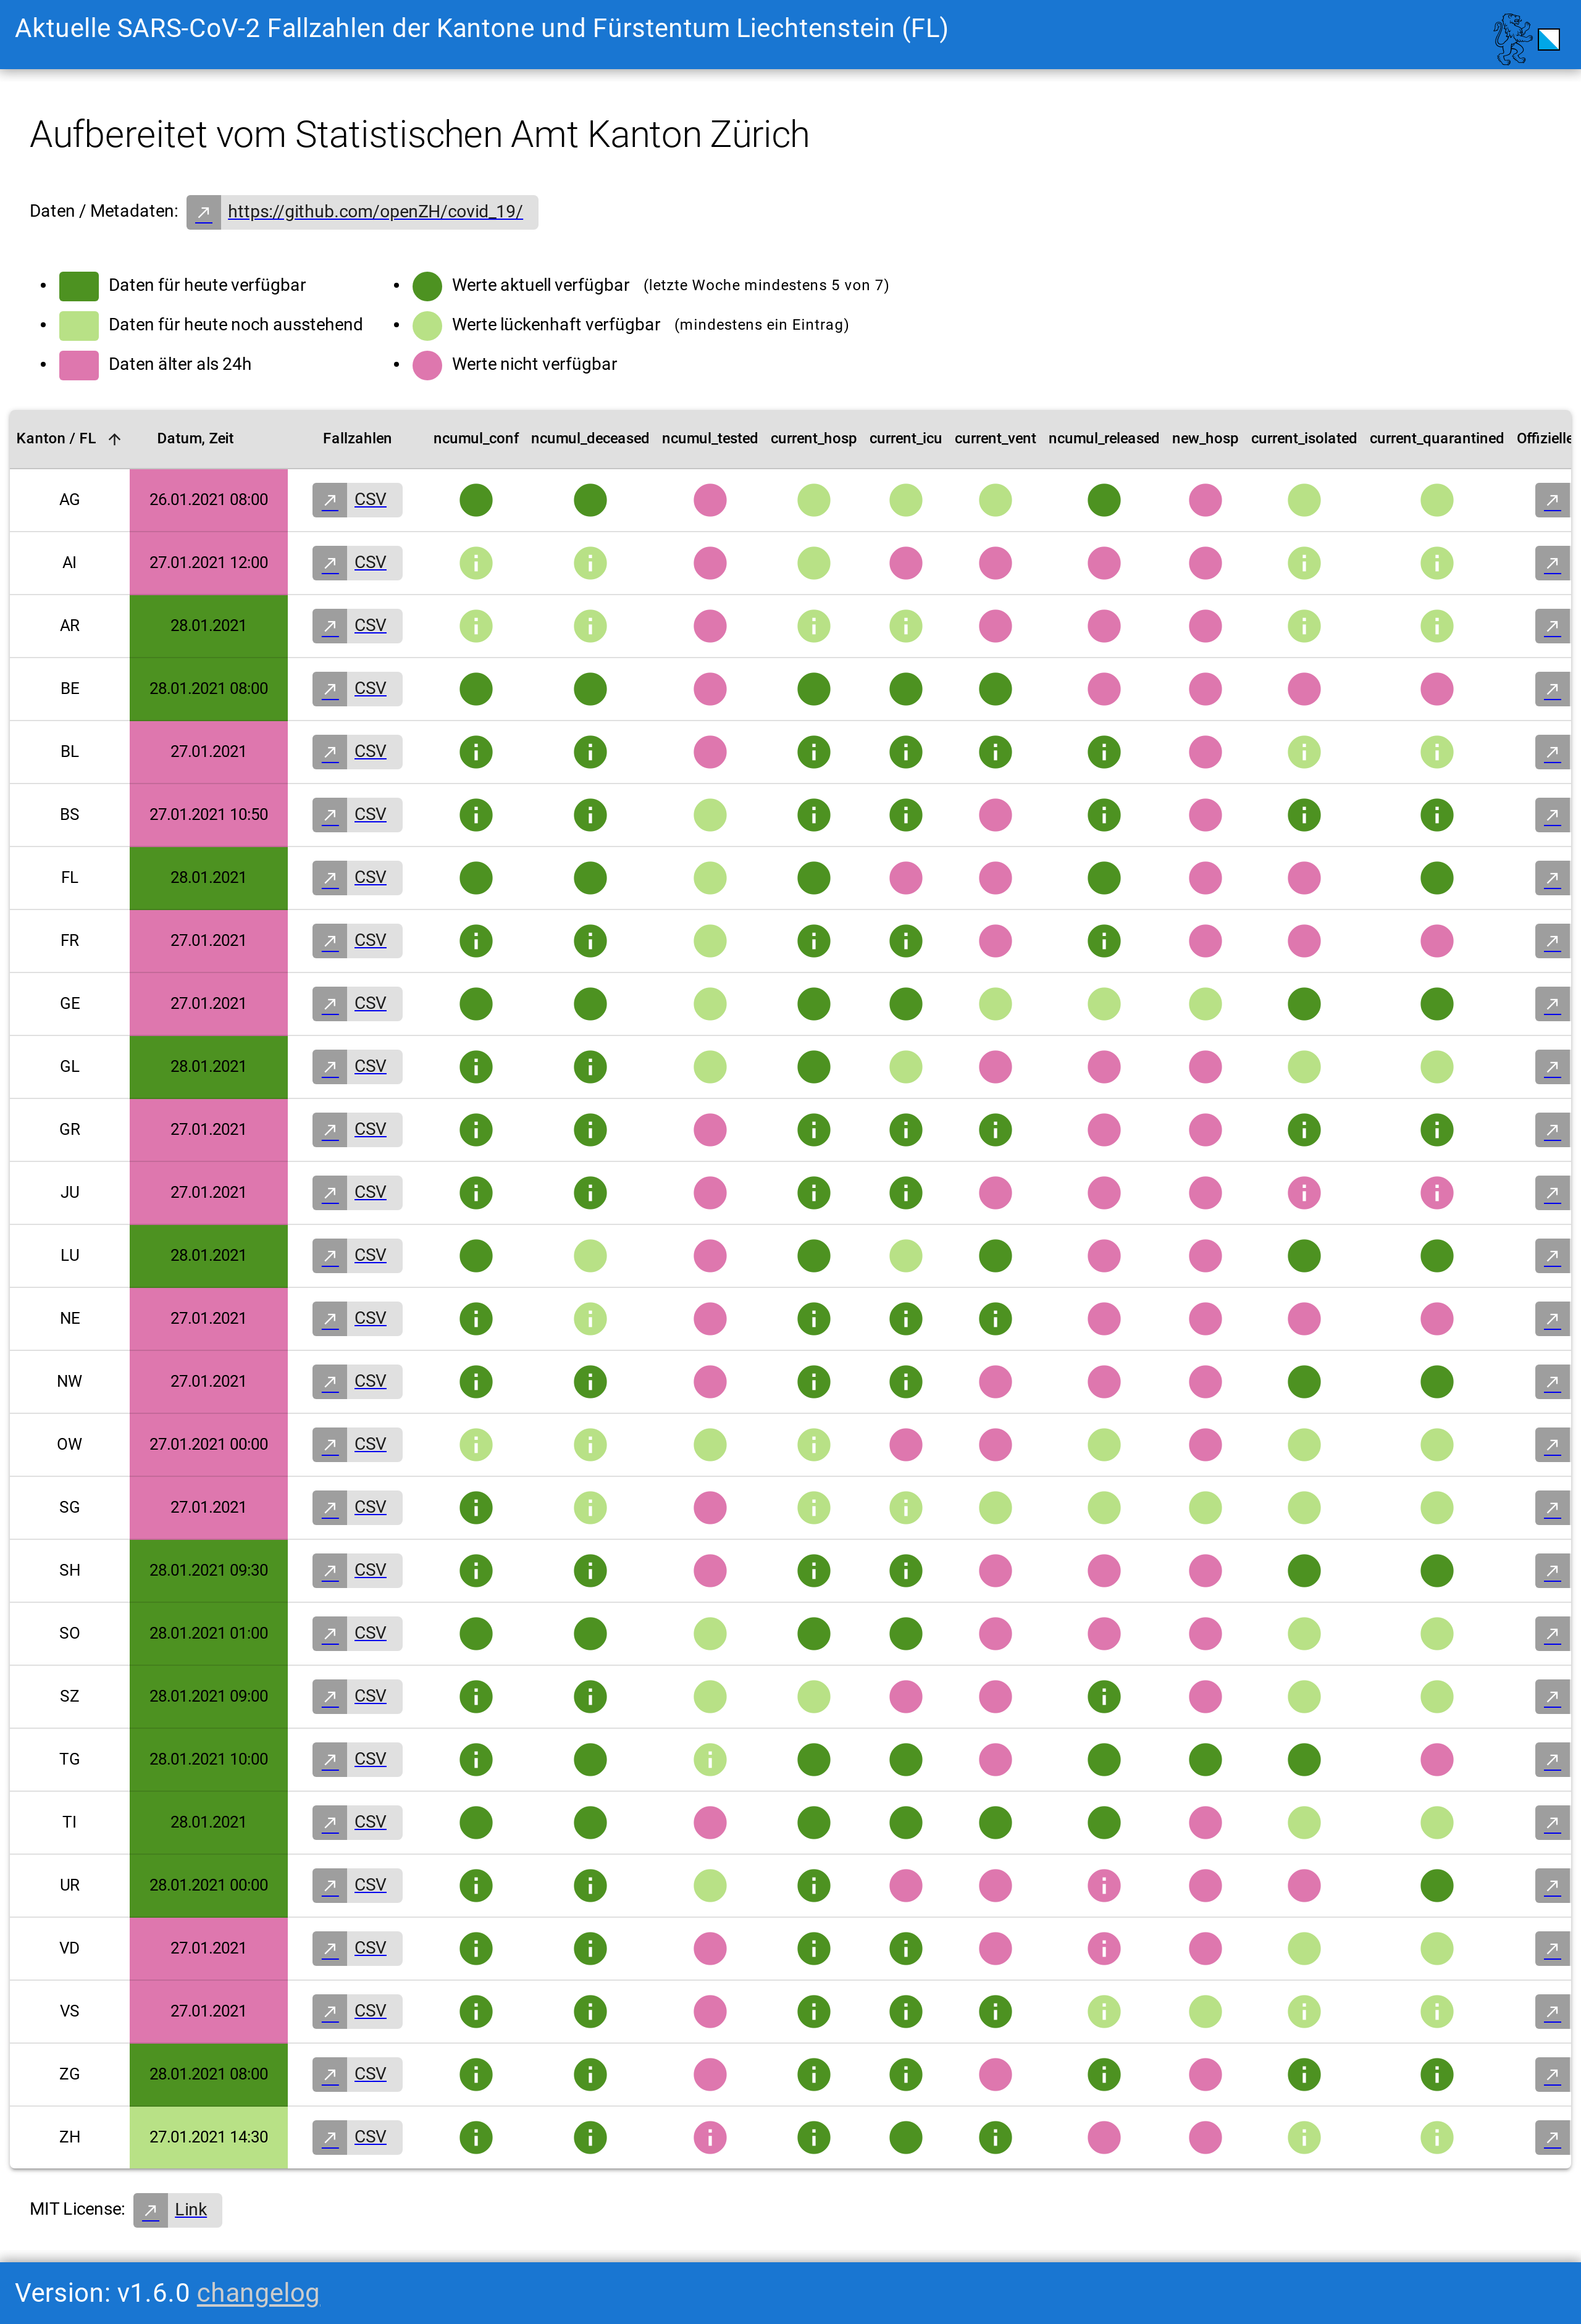 Aktuelle SARS-CoV-2 Fallzahlen der Kantone und Fürstentum Liechtenstein (FL)
Aufbereitet vom Statistischen Amt Kanton Zürich
Daten / Metadaten: https://github.com/openZH/covid_19/
Daten für heute verfügbar
Daten für heute noch ausstehend
Daten älter als 24h
Werte aktuell verfügbar (letzte Woche mindestens 5 von 7)
Werte lückenhaft verfügbar (mindestens ein Eintrag)
Werte nicht verfügbar
Kanton / FL Datum, Zeit Fallzahlen ncumul_conf ncumul_deceased ncumul_tested current_hosp current_icu current_vent ncumul_released new_hosp current_isolated current_quarantined Offizielle
AG 26.01.2021 08:00 CSV
AI 27.01.2021 12:00 CSV
AR 28.01.2021 CSV
BE 28.01.2021 08:00 CSV
BL 27.01.2021 CSV
BS 27.01.2021 10:50 CSV
FL 28.01.2021 CSV
FR 27.01.2021 CSV
GE 27.01.2021 CSV
GL 28.01.2021 CSV
GR 27.01.2021 CSV
JU 27.01.2021 CSV
LU 28.01.2021 CSV
NE 27.01.2021 CSV
NW 27.01.2021 CSV
OW 27.01.2021 00:00 CSV
SG 27.01.2021 CSV
SH 28.01.2021 09:30 CSV
SO 28.01.2021 01:00 CSV
SZ 28.01.2021 09:00 CSV
TG 28.01.2021 10:00 CSV
TI 28.01.2021 CSV
UR 28.01.2021 00:00 CSV
VD 27.01.2021 CSV
VS 27.01.2021 CSV
ZG 28.01.2021 08:00 CSV
ZH 27.01.2021 14:30 CSV
MIT License: Link
Version: v1.6.0 changelog